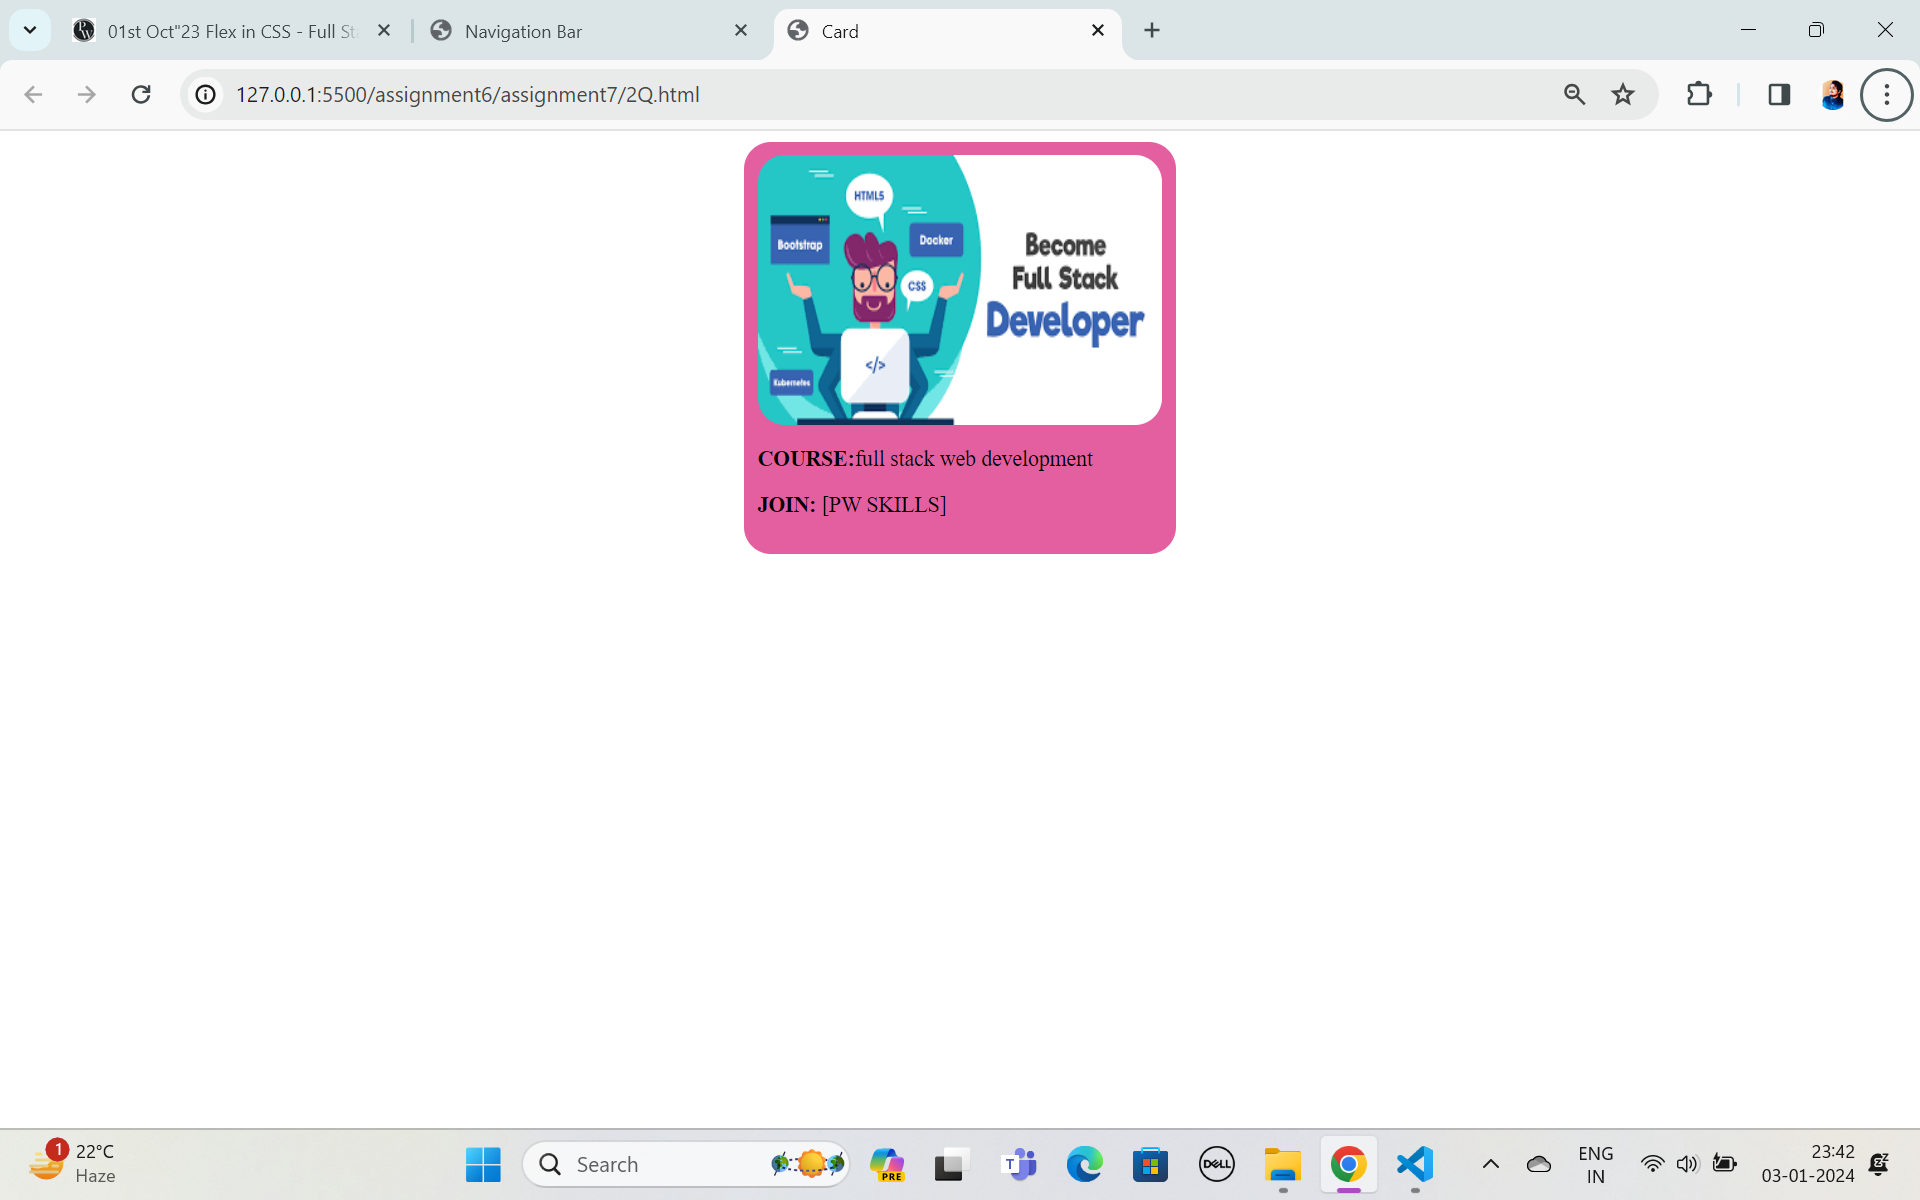 01st Oct"23 Flex in CSS - Full St
Navigation Bar
Card
127.0.0.1:5500/assignment6/assignment7/2Q.html
HTML5
Bootstrap
Docker
CSS
</>
Kubernetes
Become
Full Stack
Developer
COURSE:full stack web development
JOIN: [PW SKILLS]
1
22°C
Haze
Search
PRE
T
DELL
ENG
IN
23:42
03-01-2024